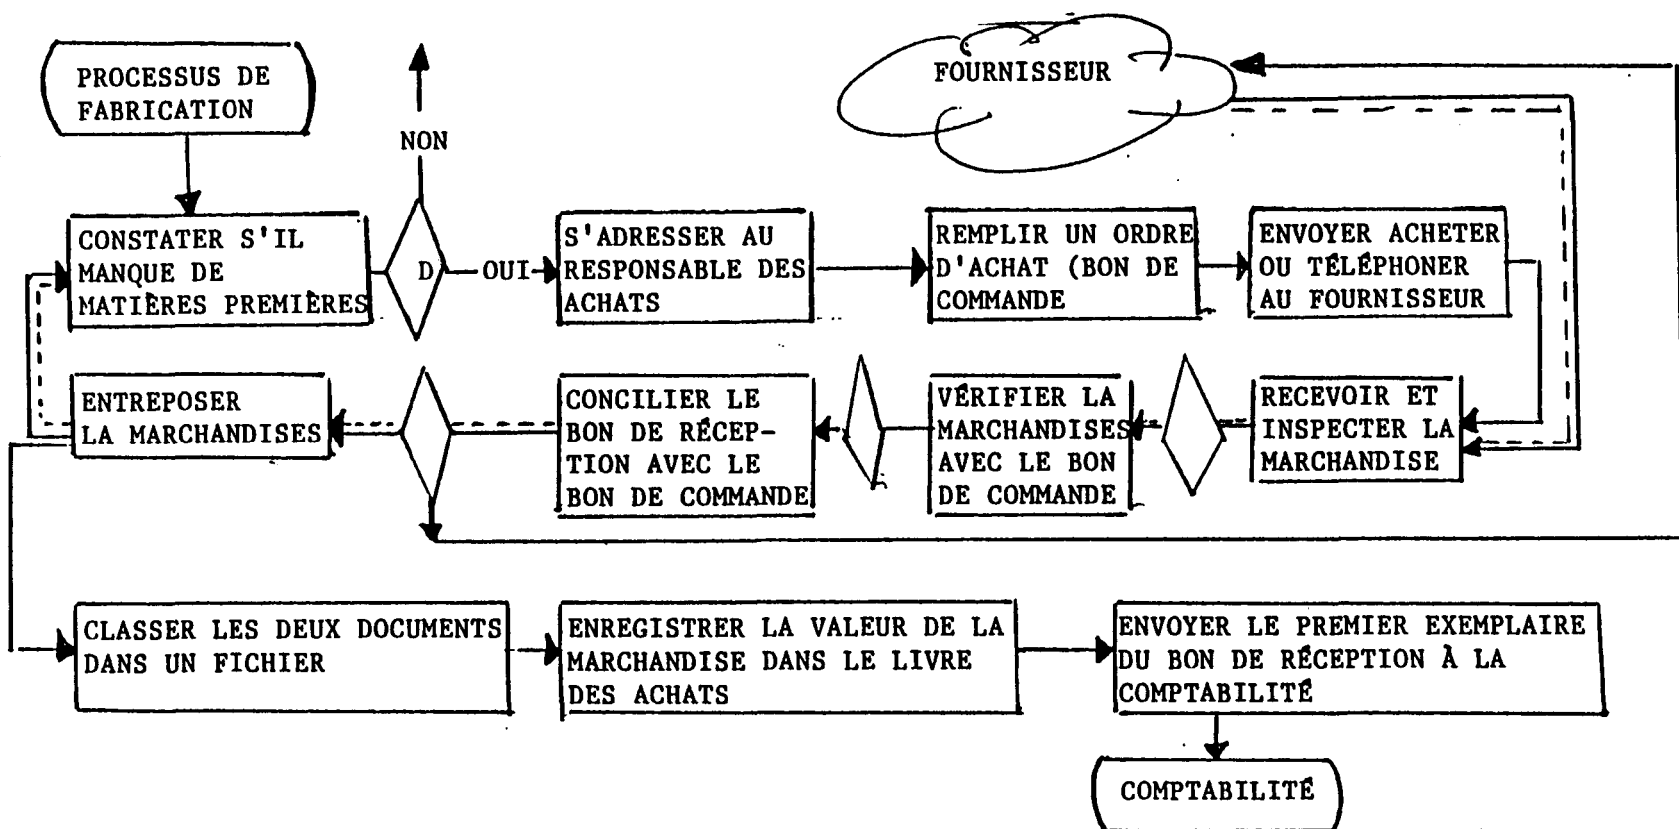 PROCESSUS DE
FABRICATION
NON
FOURNISSEUR
CONSTATER S'IL
MANQUE DE
MATIÈRES PREMIÈRES
D
OUI
S'ADRESSER AU
RESPONSABLE DES
ACHATS
REMPLIR UN ORDRE
D'ACHAT (BON DE
COMMANDE
ENVOYER ACHETER
OU TÉLÉPHONER
AU FOURNISSEUR
ENTREPOSER
LA MARCHANDISES
CONCILIER LE
BON DE RÉCEP-
TION AVEC LE
BON DE COMMANDE
VÉRIFIER LA
MARCHANDISES
AVEC LE BON
DE COMMANDE
RECEVOIR ET
INSPECTER LA
MARCHANDISE
CLASSER LES DEUX DOCUMENTS
DANS UN FICHIER
ENREGISTRER LA VALEUR DE LA
MARCHANDISE DANS LE LIVRE
DES ACHATS
ENVOYER LE PREMIER EXEMPLAIRE
DU BON DE RÉCEPTION À LA
COMPTABILITÉ
COMPTABILITÉ